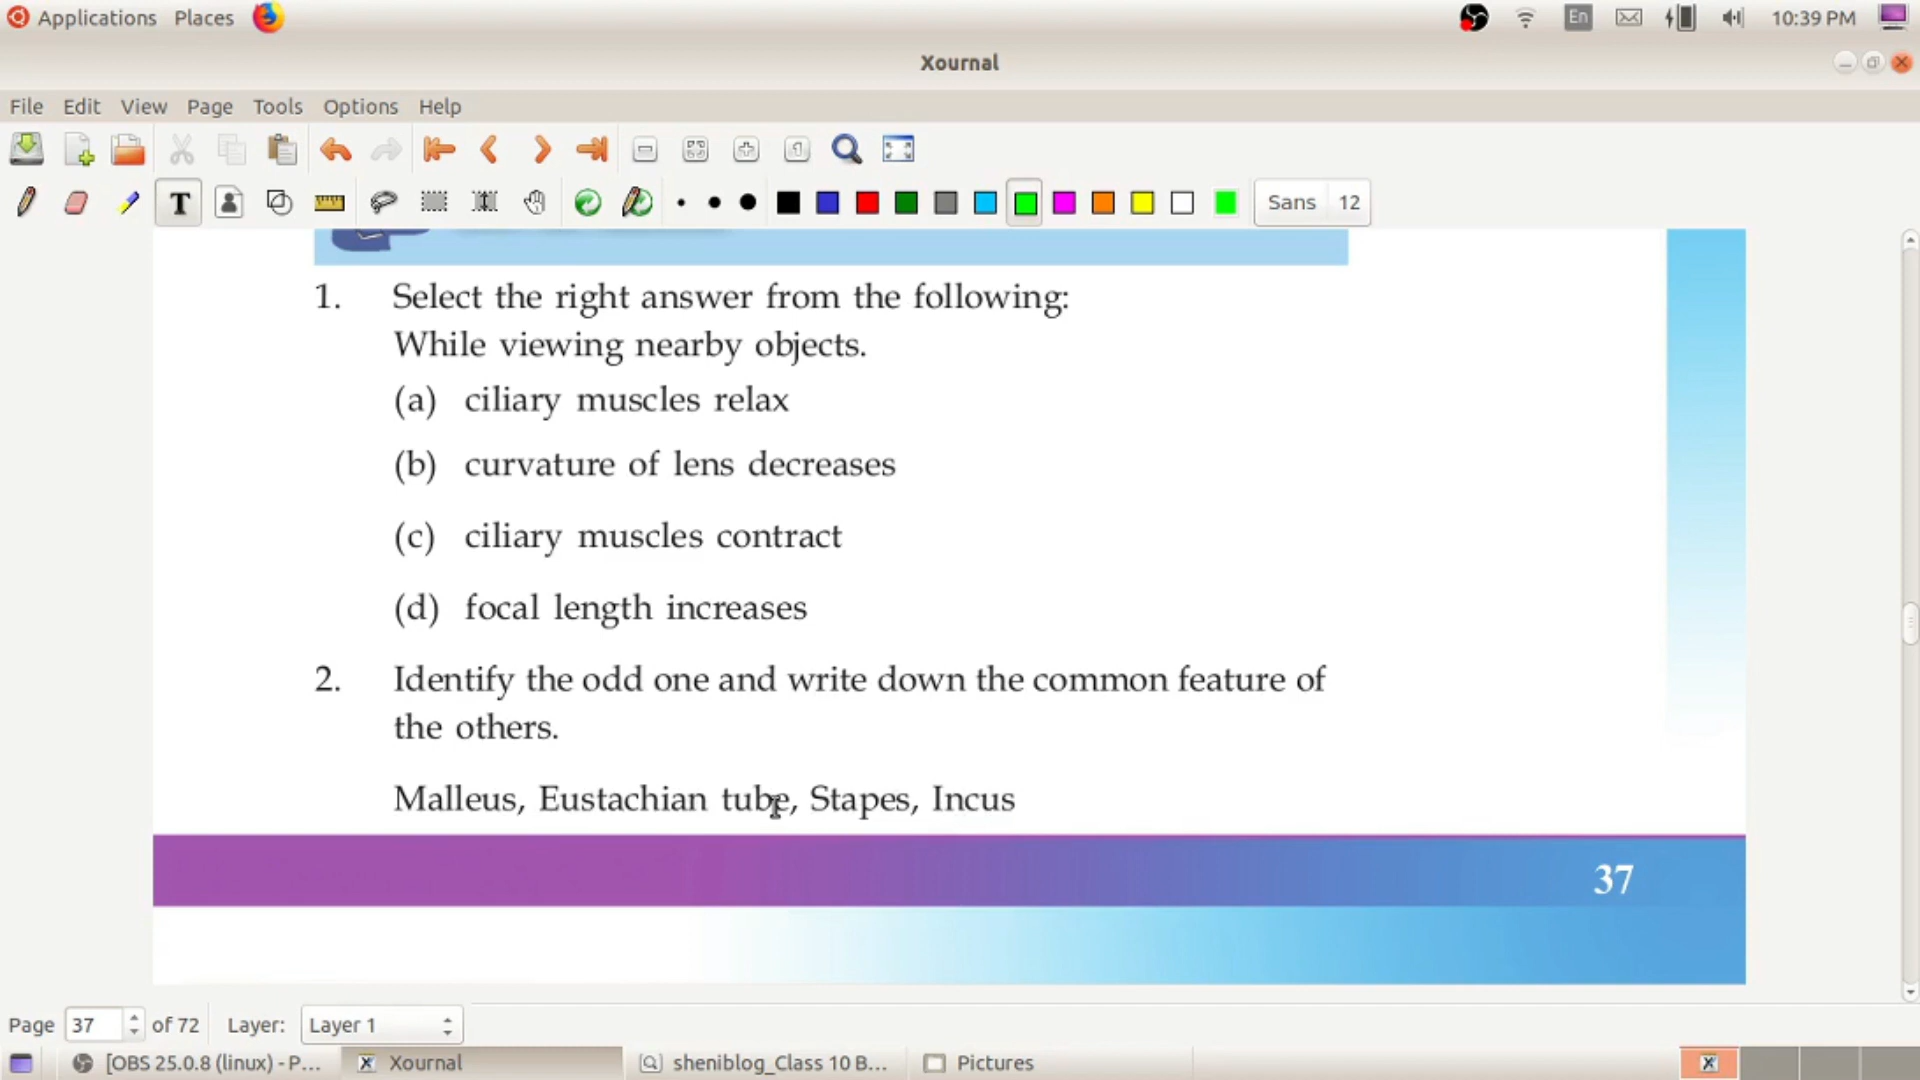 Applications Places En 10:39 PM
Xournal
File Edit View Page Tools Options Help
T Sans 12
1. Select the right answer from the following:
While viewing nearby objects.
(a) ciliary muscles relax
(b) curvature of lens decreases
(c) ciliary muscles contract
(d) focal length increases
2. Identify the odd one and write down the common feature of
the others.
Malleus, Eustachian tube, Stapes, Incus
37
Page 37 of 72 Layer: Layer 1
[OBS 25.0.8 (linux) - P... Xournal sheniblog_Class 10 B... Pictures